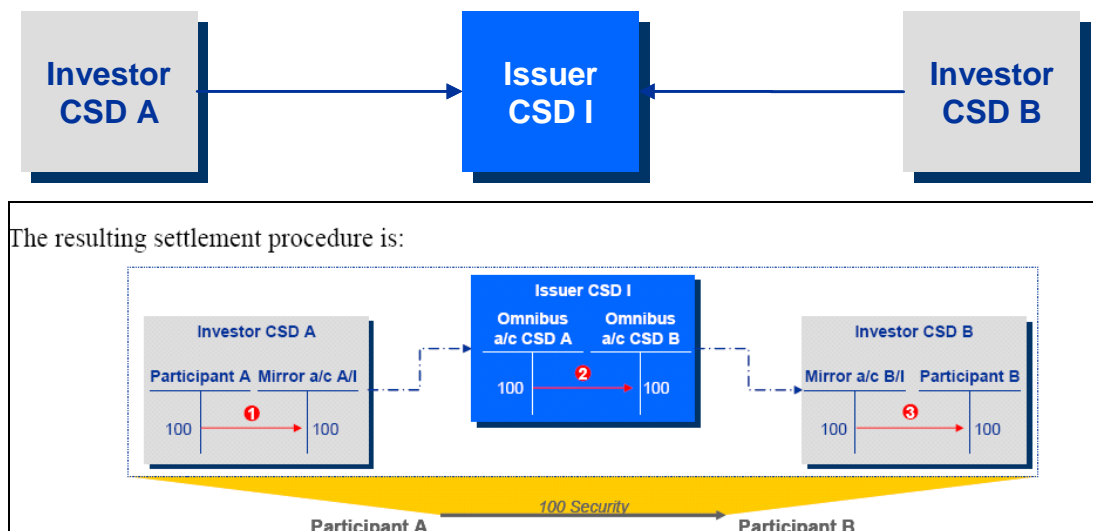 Investor
CSD A
Issuer
CSD I
Investor
CSD B
The resulting settlement procedure is:
Investor CSD A
Participant A Mirror a/c A/I
100 1 100
Issuer CSD I
Omnibus Omnibus
a/c CSD A a/c CSD B
100 2 100
Investor CSD B
Mirror a/c B/I Participant B
100 3 100
100 Security
Participant A Participant B